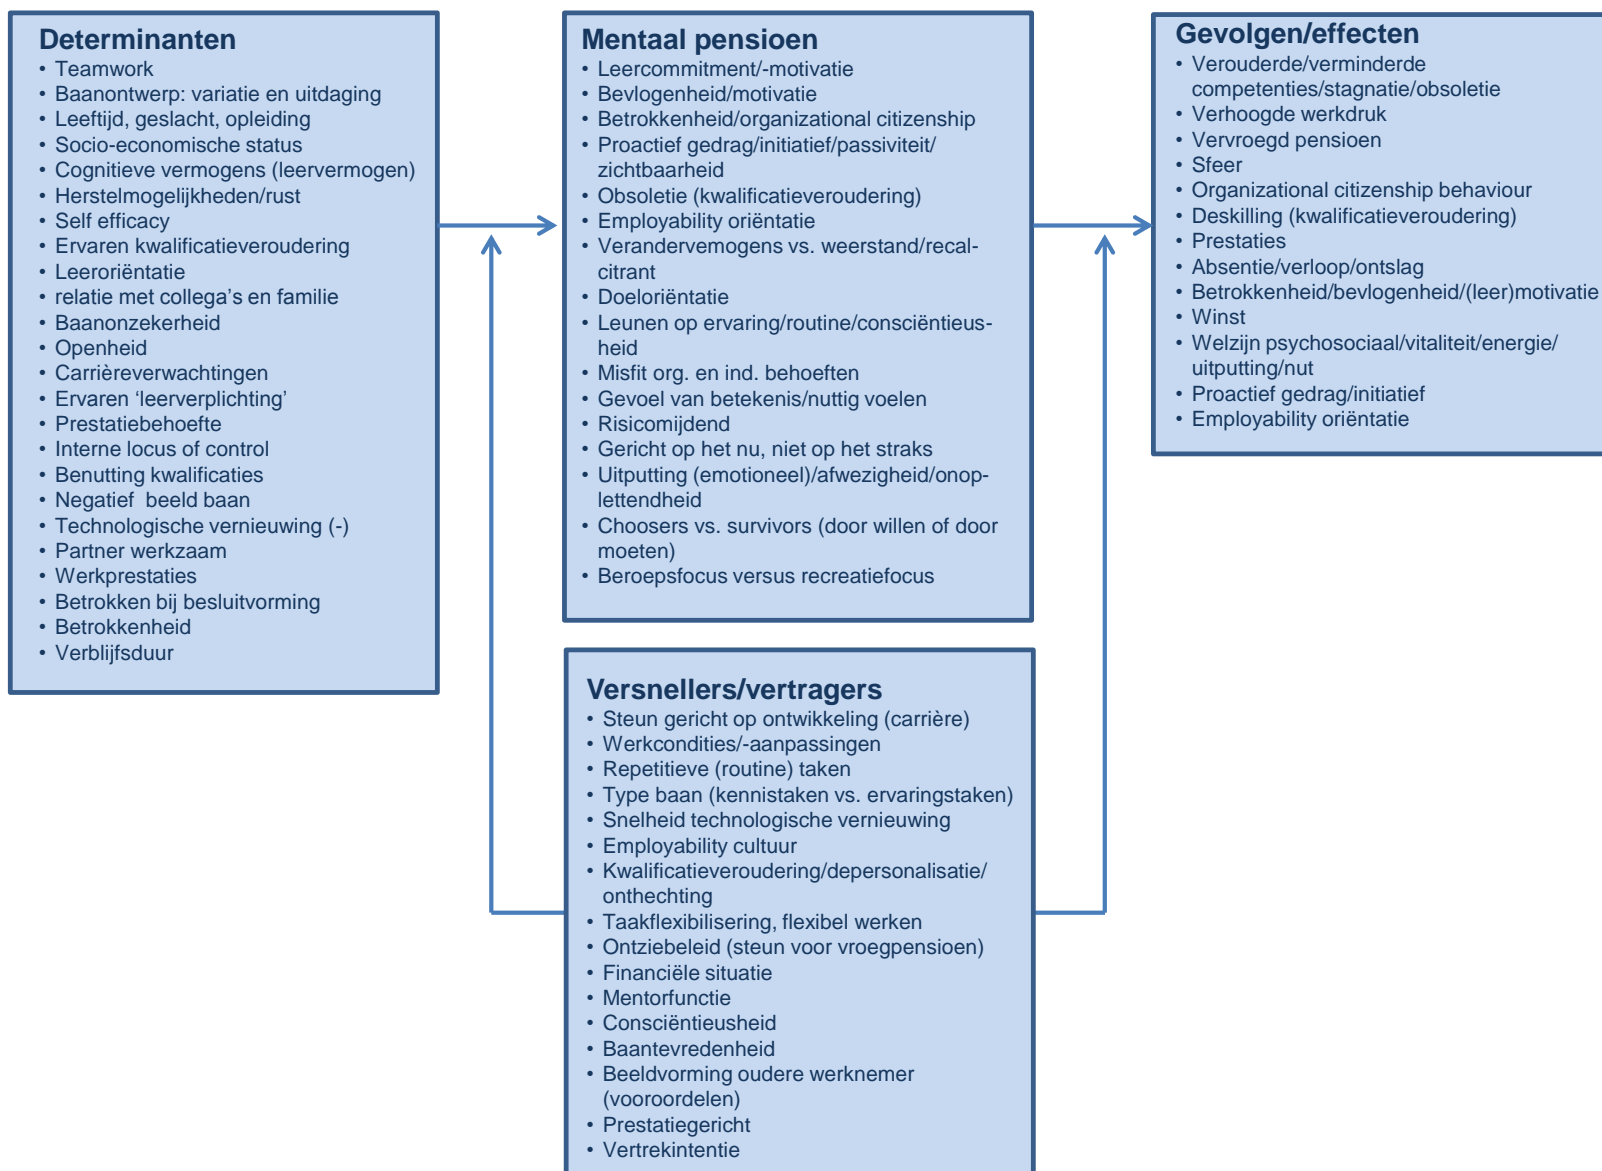 Determinanten
• Teamwork
• Baanontwerp: variatie en uitdaging
• Leeftijd, geslacht, opleiding
• Socio-economische status
• Cognitieve vermogens (leervermogen)
• Herstelmogelijkheden/rust
• Self efficacy
• Ervaren kwalificatieveroudering
• Leeroriëntatie
• relatie met collega’s en familie
• Baanonzekerheid
• Openheid
• Carrièreverwachtingen
• Ervaren ‘leerverplichting’
• Prestatiebehoefte
• Interne locus of control
• Benutting kwalificaties
• Negatief beeld baan
• Technologische vernieuwing (-)
• Partner werkzaam
• Werkprestaties
• Betrokken bij besluitvorming
• Betrokkenheid
• Verblijfsduur
Mentaal pensioen
• Leercommitment/-motivatie
• Bevlogenheid/motivatie
• Betrokkenheid/organizational citizenship
• Proactief gedrag/initiatief/passiviteit/
zichtbaarheid
• Obsoletie (kwalificatieveroudering)
• Employability oriëntatie
• Verandervemogens vs. weerstand/recal-
citrant
• Doeloriëntatie
• Leunen op ervaring/routine/consciëntieus-
heid
• Misfit org. en ind. behoeften
• Gevoel van betekenis/nuttig voelen
• Risicomijdend
• Gericht op het nu, niet op het straks
• Uitputting (emotioneel)/afwezigheid/onop-
lettendheid
• Choosers vs. survivors (door willen of door
moeten)
• Beroepsfocus versus recreatiefocus
Gevolgen/effecten
• Verouderde/verminderde
competenties/stagnatie/obsoletie
• Verhoogde werkdruk
• Vervroegd pensioen
• Sfeer
• Organizational citizenship behaviour
• Deskilling (kwalificatieveroudering)
• Prestaties
• Absentie/verloop/ontslag
• Betrokkenheid/bevlogenheid/(leer)motivatie
• Winst
• Welzijn psychosociaal/vitaliteit/energie/
uitputting/nut
• Proactief gedrag/initiatief
• Employability oriëntatie
Versnellers/vertragers
• Steun gericht op ontwikkeling (carrière)
• Werkcondities/-aanpassingen
• Repetitieve (routine) taken
• Type baan (kennistaken vs. ervaringstaken)
• Snelheid technologische vernieuwing
• Employability cultuur
• Kwalificatieveroudering/depersonalisatie/
onthechting
• Taakflexibilisering, flexibel werken
• Ontziebeleid (steun voor vroegpensioen)
• Financiële situatie
• Mentorfunctie
• Consciëntieusheid
• Baantevredenheid
• Beeldvorming oudere werknemer
(vooroordelen)
• Prestatiegericht
• Vertrekintentie